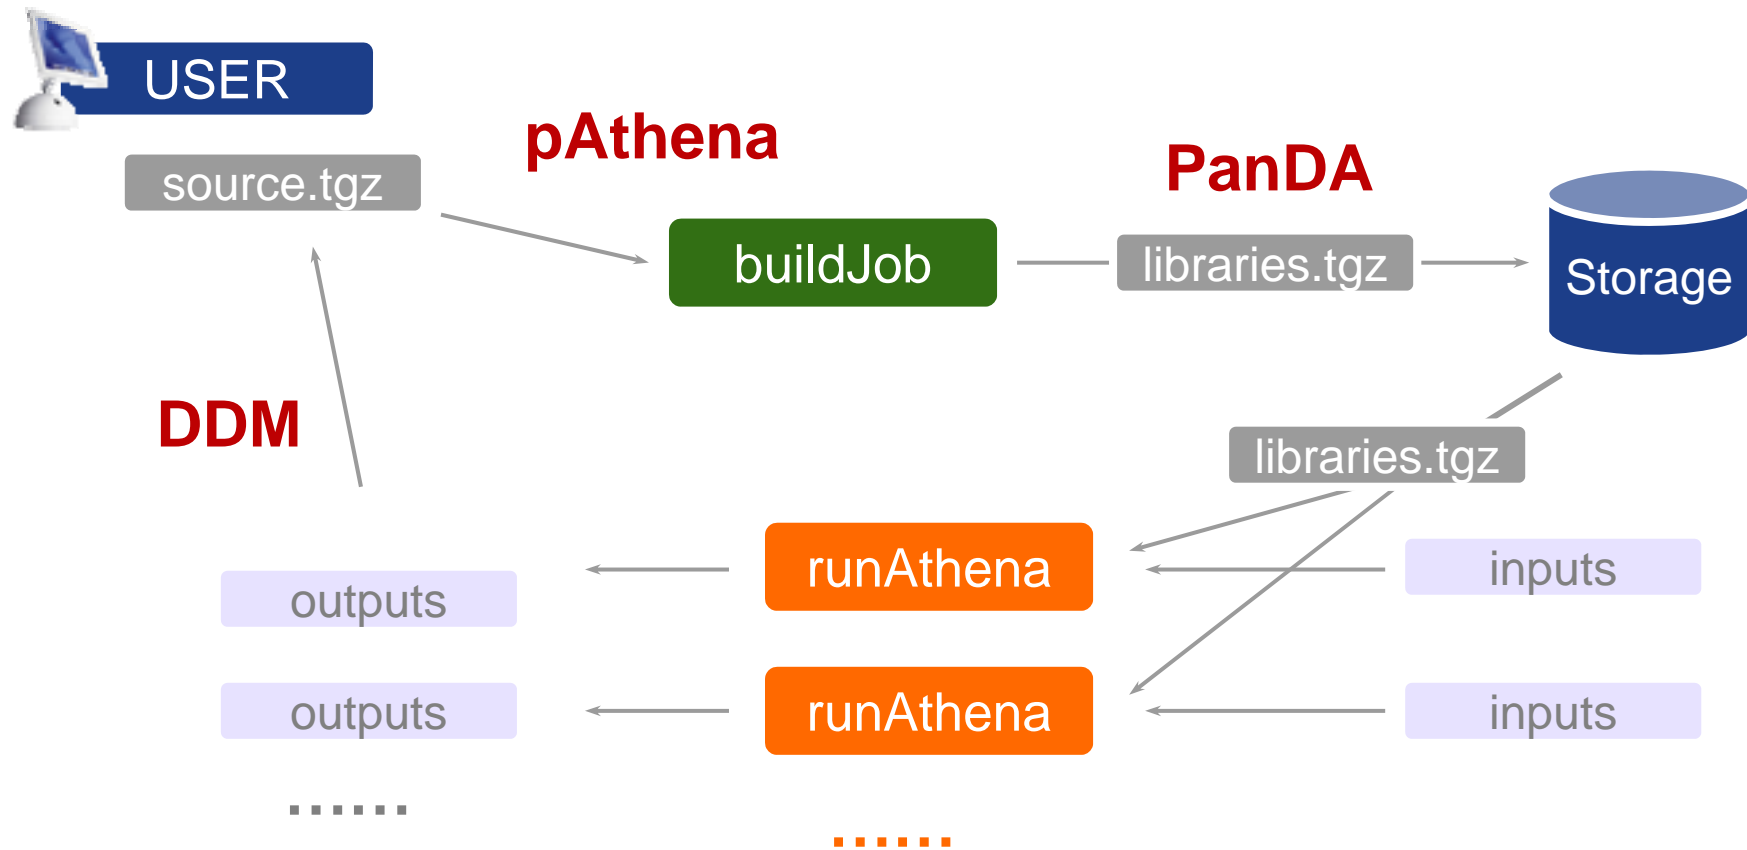 USER
pAthena
PanDA
source.tgz
buildJob
libraries.tgz
Storage
DDM
libraries.tgz
runAthena
inputs
outputs
runAthena
inputs
outputs
......
......